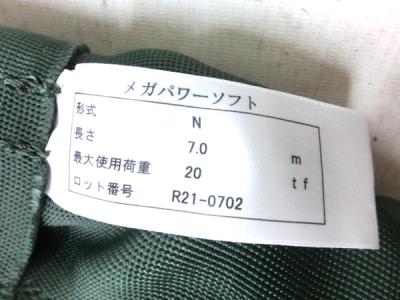 メガパワーソフト
形式 N
長さ 7.0 m
最大使用荷重 20 tf
ロット番号 R21-0702